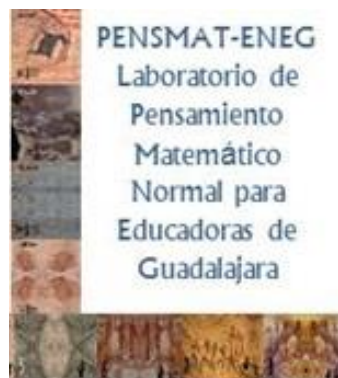 PENSMAT-ENEG
Laboratorio de
Pensamiento
Matemático
Normal para
Educadoras de
Guadalajara